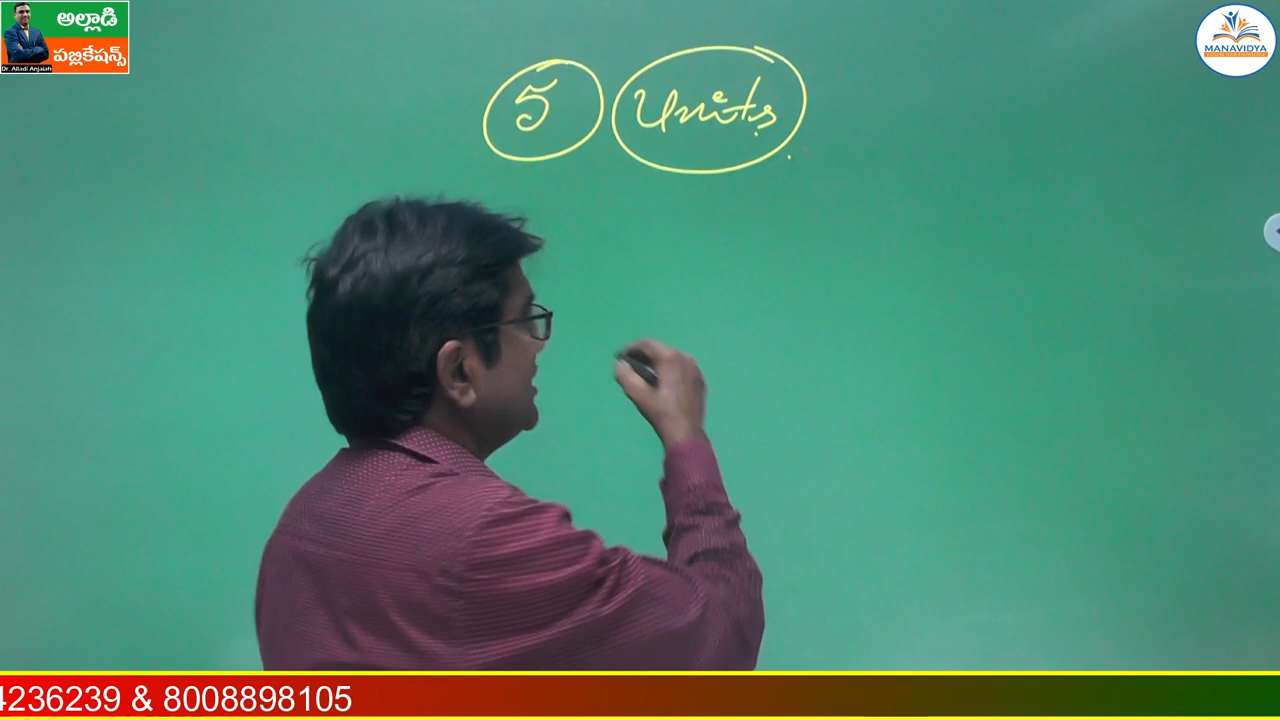 అల్లాడి
పబ్లికేషన్స్
Dr. Alladi Anjaiah
MANAVIDYA
5 Units
4236239 & 8008898105